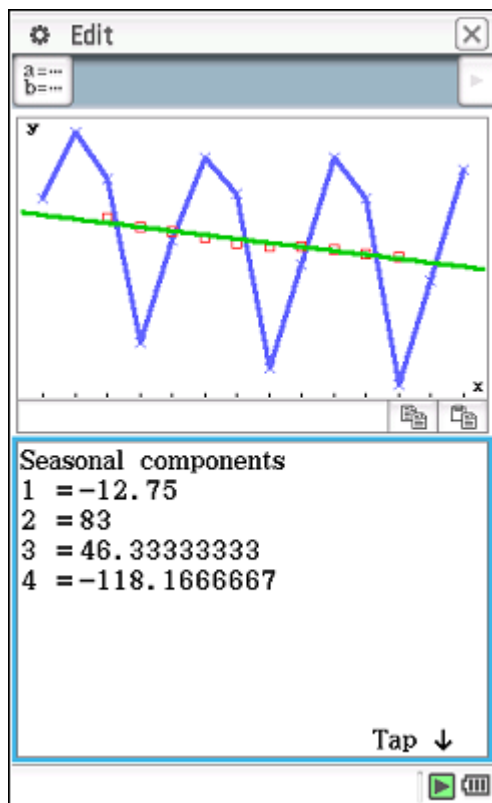 Edit
a=…
b=…
y
x
Seasonal components
1 =-12.75
2 =83
3 =46.33333333
4 =-118.1666667
Tap ↓